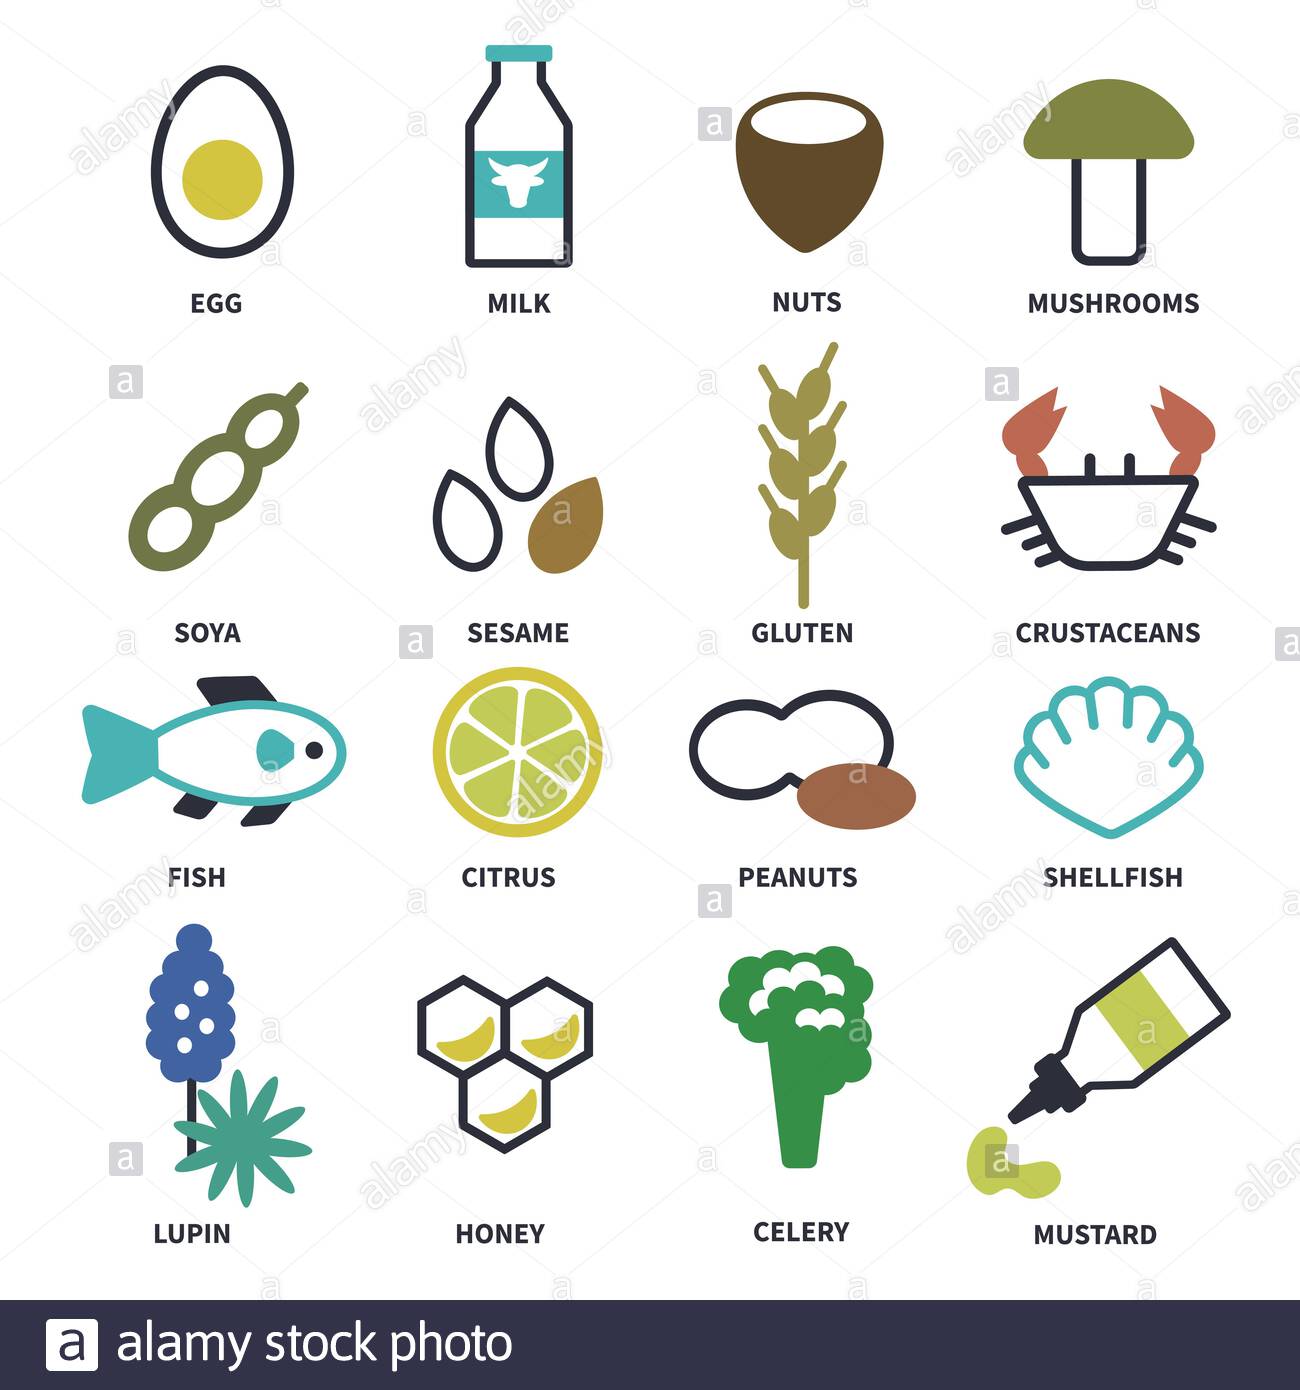 EGG MILK NUTS MUSHROOMS
SOYA SESAME GLUTEN CRUSTACEANS
FISH CITRUS PEANUTS SHELLFISH
LUPIN HONEY CELERY MUSTARD
a alamy stock photo